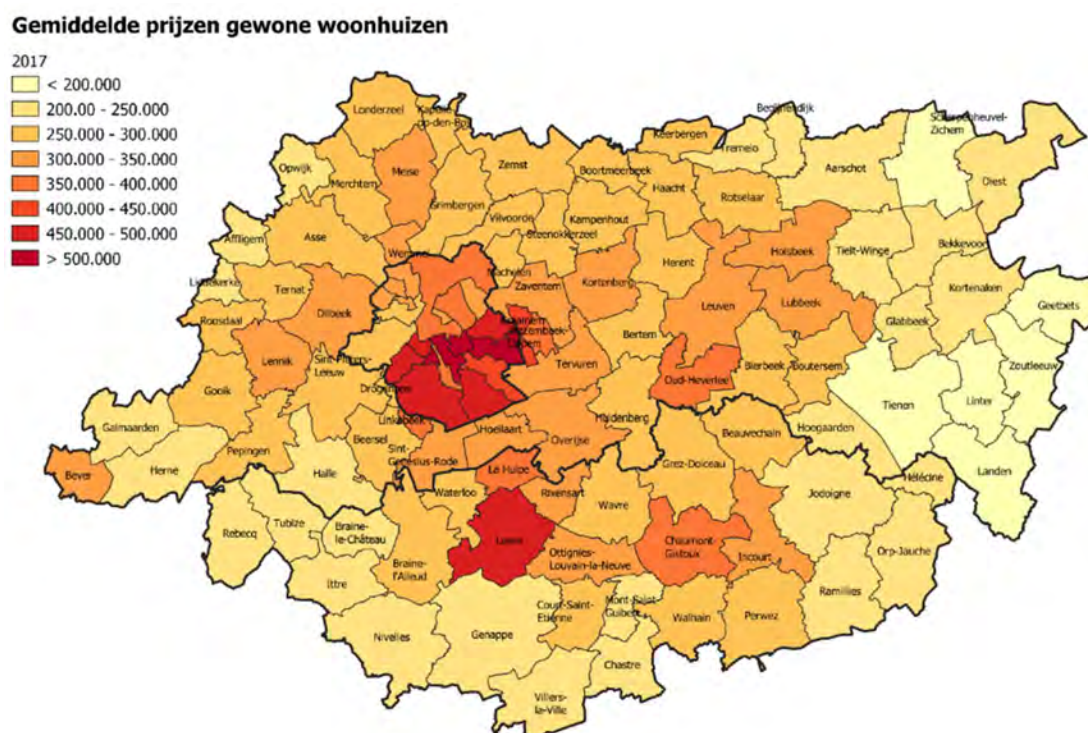 Gemiddelde prijzen gewone woonhuizen
2017
< 200.000
200.00 - 250.000
250.000 - 300.000
300.000 - 350.000
350.000 - 400.000
400.000 - 450.000
450.000 - 500.000
> 500.000
Londerzeel
Kapelle-
op-den-Bos
Opwijk
Merchtem
Meise
Zemst
Boortmeerbeek
Keerbergen
Tremelo
Begijnendijk
Scherpenheuvel-
Zichem
Aarschot
Diest
Haacht
Rotselaar
Grimbergen
Vilvoorde
Kampenhout
Steenokkerzeel
Affligem
Asse
Wemmel
Machelen
Zaventem
Kortenberg
Herent
Holsbeek
Tielt-Winge
Bekkevoort
Liedekerke
Ternat
Dilbeek
Roosdaal
Kraainem
Leuven
Lubbeek
Kortenaken
Geetbets
Glabbeek
Lennik
Sint-Pieters-
Leeuw
Bertem
Tervuren
Zoutleeuw
Gooik
Drogenbos
Oud-Heverlee
Bierbeek
Boutersem
Tienen
Linter
Galmaarden
Linkebeek
Hoeilaart
Huldenberg
Beersel
Overijse
Beauvechain
Hoogaarden
Pepingen
Sint-
Genesius-Rode
Bever
Herne
Halle
La Hulpe
Grez-Doiceau
Landen
Hélécine
Waterloo
Rixensart
Wavre
Jodoigne
Rebecq
Tubize
Braine-
le-Château
Lasne
Chaumont-
Gistoux
Incourt
Orp-Jauche
Braine-
l'Alleud
Ottignies-
Louvain-la-Neuve
Ittre
Mont-Saint-
Guibert
Ramillies
Court-Saint-
Etienne
Walhain
Perwez
Nivelles
Genappe
Chastre
Villers-
la-Ville